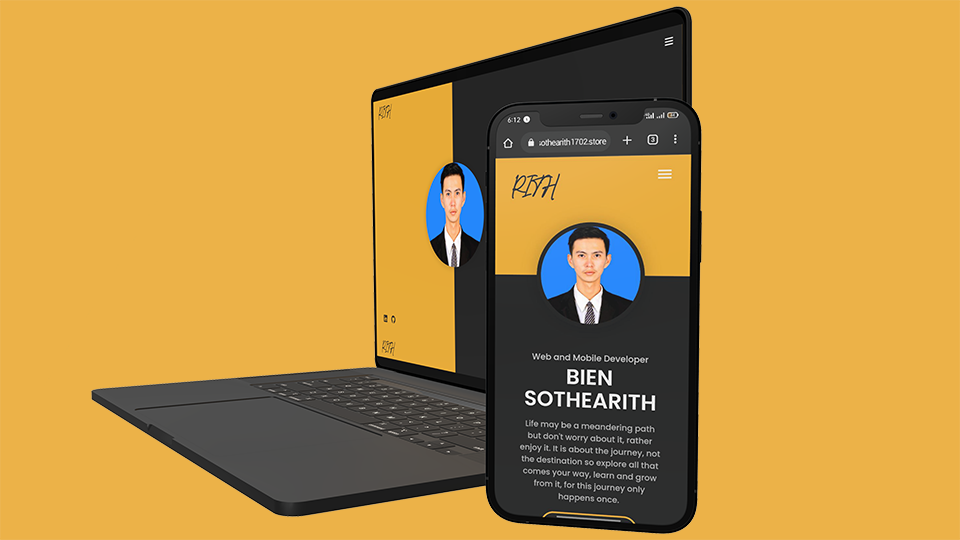 RITH
RITH
6:12
sothearith1702.store
3
RITH
Web and Mobile Developer
BIEN
SOTHEARITH
Life may be a meandering path
but don't worry about it, rather
enjoy it. It is about the journey, not
the destination so explore all that
comes your way, learn and grow
from it, for this journey only
happens once.